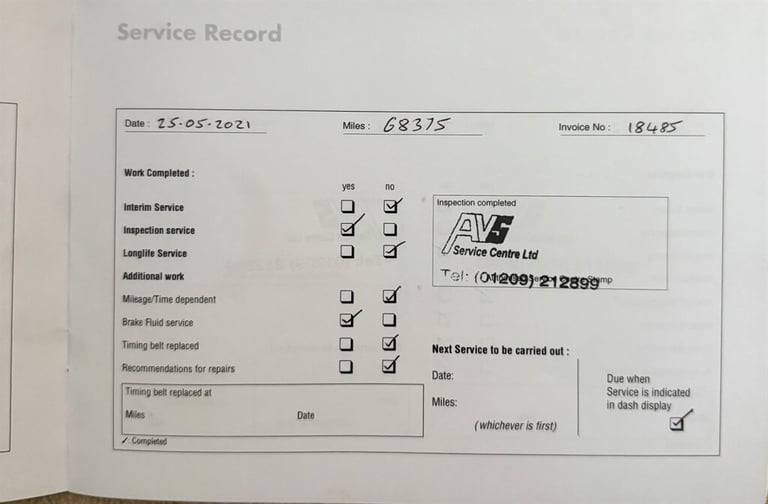 Service Record
Date : 25-05-2021 Miles : 68375 Invoice No : 18485
Work Completed :
yes no
Interim Service
Inspection service
Longlife Service
Additional work
Mileage/Time dependent
Brake Fluid service
Timing belt replaced
Recommendations for repairs
Timing belt replaced at
Miles Date
✓: Completed
Inspection completed
AVS
Service Centre Ltd
Tel: (01209) 212899
Stamp
Next Service to be carried out :
Date:
Miles:
(whichever is first)
Due when
Service is indicated
in dash display